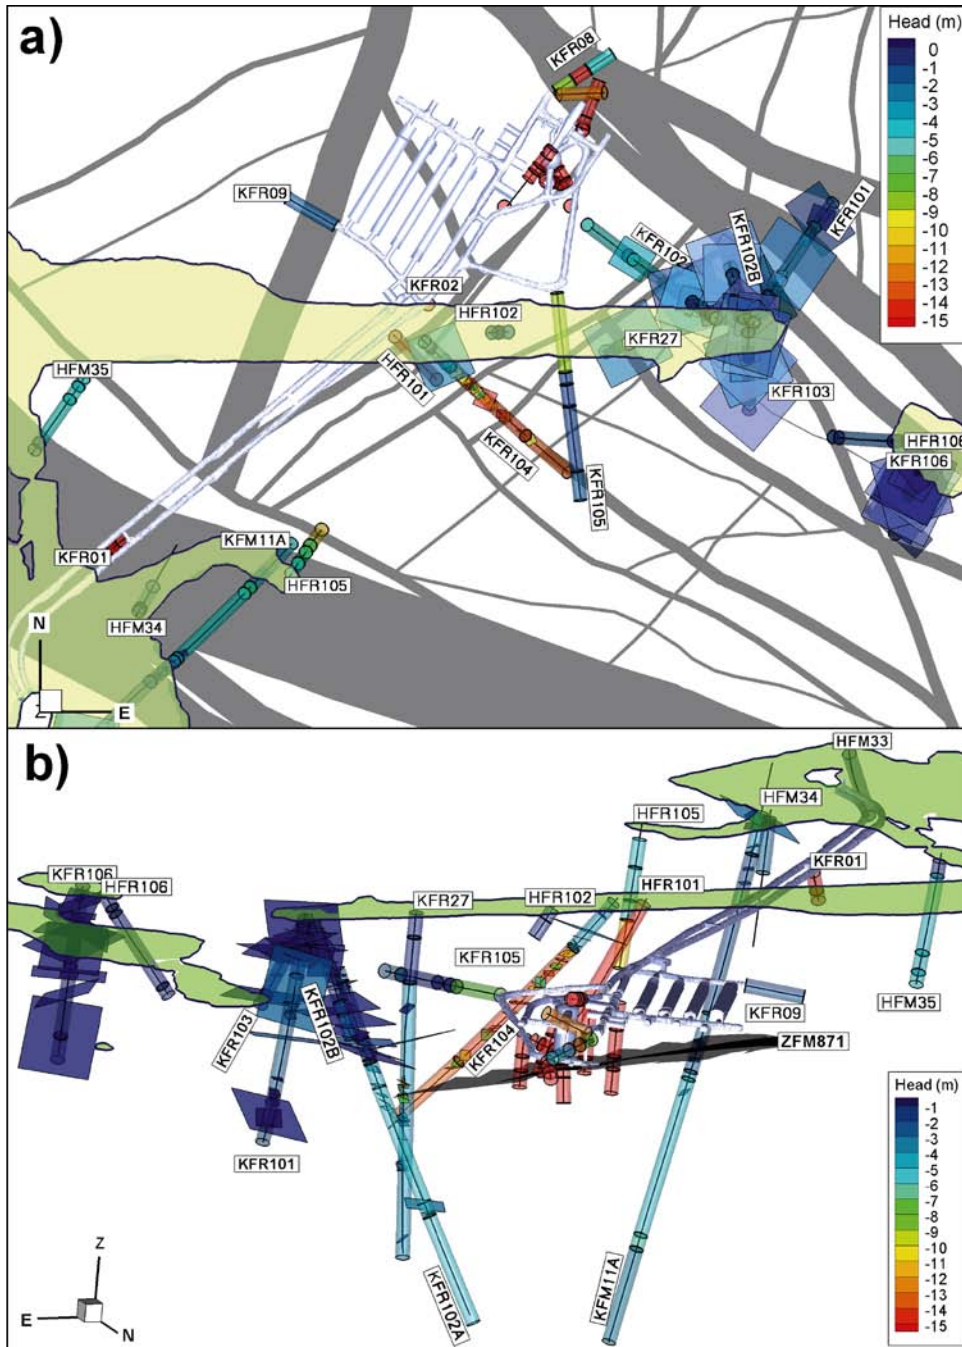 a)
Head (m)
0
-1
-2
-3
-4
-5
-6
-7
-8
-9
-10
-11
-12
-13
-14
-15
KFR08
KFR09
KFR101
KFR102
KFR102B
KFR02
HFR102
KFR27
HFM35
HFR101
KFR103
KFR104
HFR106
KFR106
KFR105
KFR01
KFM11A
HFR105
HFM34
N
Z
E
b)
HFM33
HFM34
HFR105
KFR01
KFR106
HFR106
KFR27
HFR102
HFR101
KFR105
KFR09
HFM35
KFR103
KFR102B
KFR104
ZFM871
KFR101
KFR102A
KFM11A
Head (m)
-1
-2
-3
-4
-5
-6
-7
-8
-9
-10
-11
-12
-13
-14
-15
Z
E
N